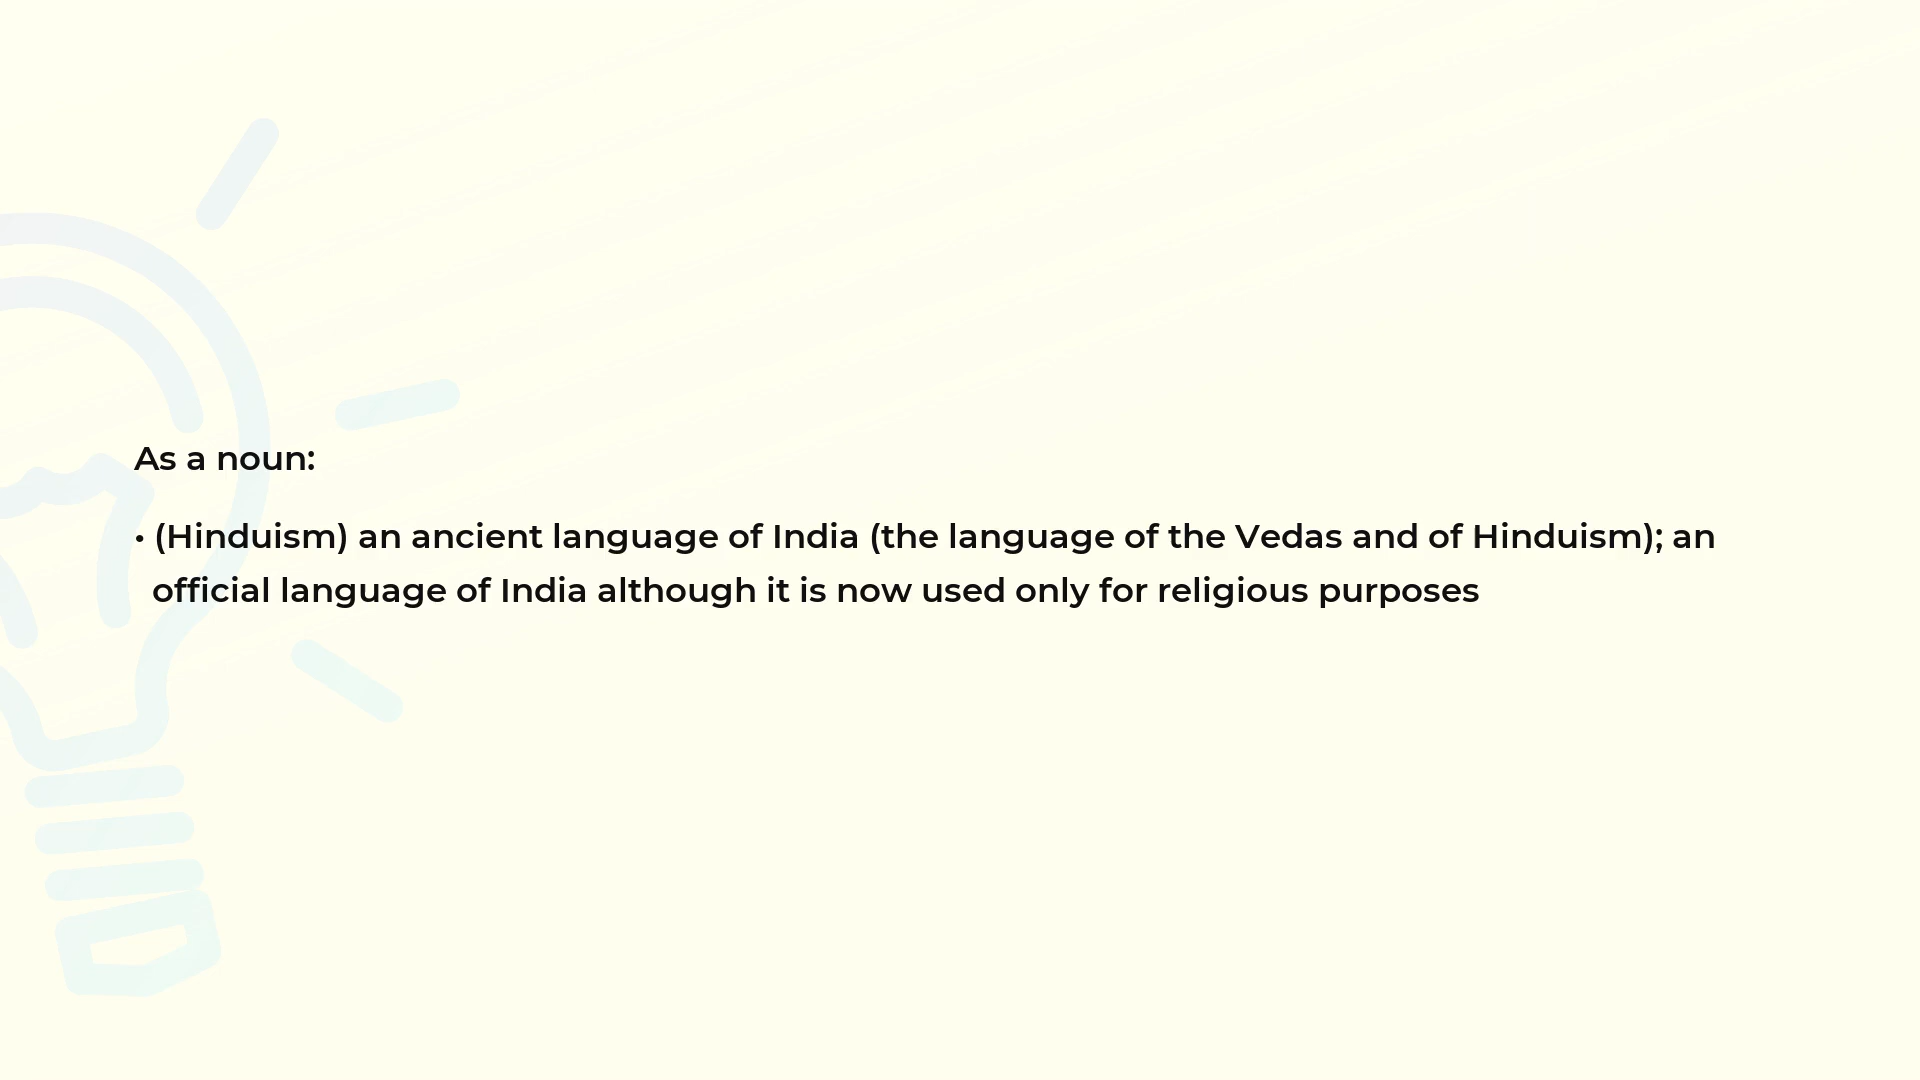 As a noun:
• (Hinduism) an ancient language of India (the language of the Vedas and of Hinduism); an
official language of India although it is now used only for religious purposes